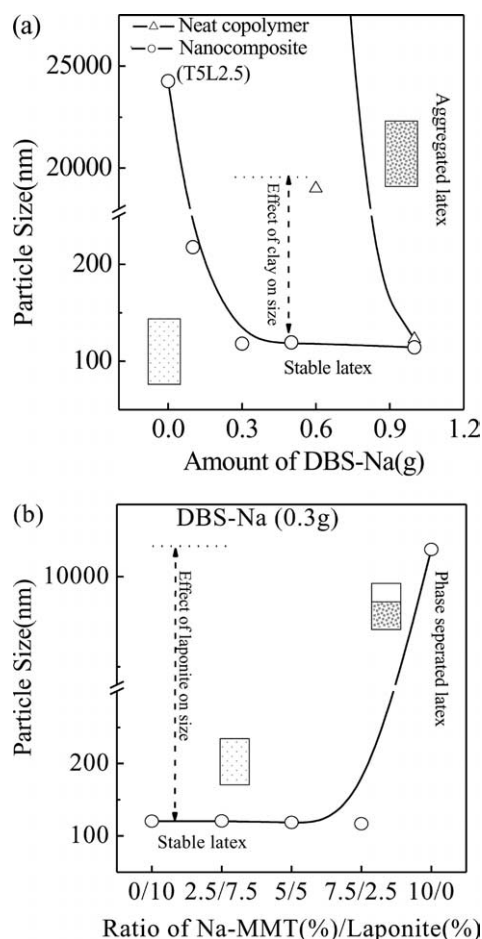 (a)
Neat copolymer
Nanocomposite
(T5L2.5)
25000
20000
200
100
Particle Size(nm)
Effect of clay on size
Aggregated latex
Stable latex
0.0 0.3 0.6 0.9 1.2
Amount of DBS-Na(g)
(b)
DBS-Na (0.3g)
10000
200
100
Particle Size(nm)
Effect of laponite on size
Phase seperated latex
Stable latex
0/10 2.5/7.5 5/5 7.5/2.5 10/0
Ratio of Na-MMT(%)/Laponite(%)